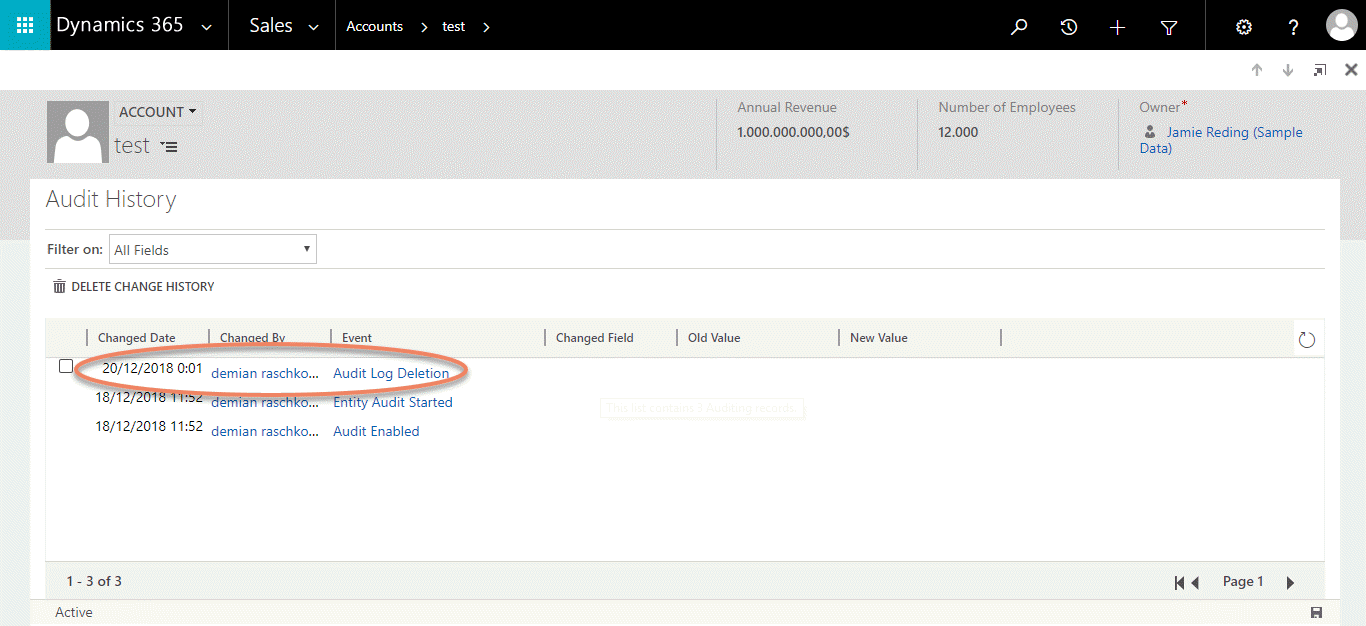 Dynamics 365 Sales Accounts test
ACCOUNT
test
Annual Revenue
1.000.000.000,00$
Number of Employees
12.000
Owner*
Jamie Reding (Sample
Data)
Audit History
Filter on: All Fields
DELETE CHANGE HISTORY
Changed Date Changed By Event Changed Field Old Value New Value
20/12/2018 0:01 demian raschko... Audit Log Deletion
18/12/2018 11:52 demian raschko... Entity Audit Started
18/12/2018 11:52 demian raschko... Audit Enabled
This list contains Auditing records.
1 - 3 of 3
Page 1
Active